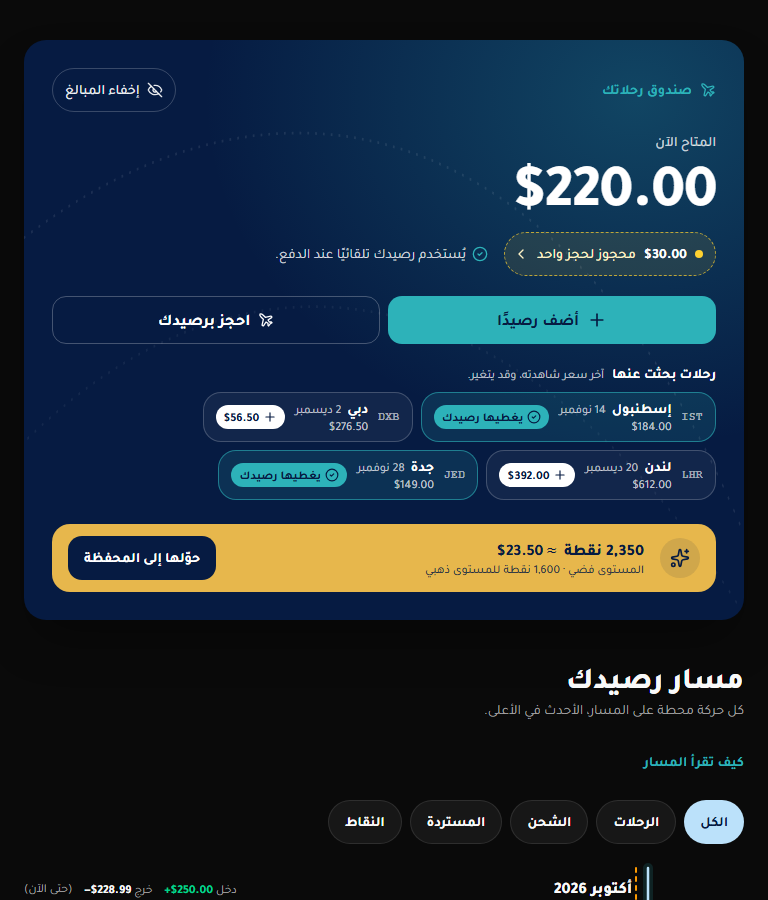 صندوق رحلاتك
إخفاء المبالغ
المتاح الآن
$220.00
$30.00 محجوز لحجز واحد
يُستخدم رصيدك تلقائيًا عند الدفع.
أضف رصيدًا
احجز برصيدك
رحلات بحثت عنها آخر سعر شاهدته، وقد يتغير.
IST إسطنبول 14 نوفمبر
$184.00
يغطيها رصيدك
DXB دبي 2 ديسمبر
$276.50
+ $56.50
LHR لندن 20 ديسمبر
$612.00
+ $392.00
JED جدة 28 نوفمبر
$149.00
يغطيها رصيدك
2,350 نقطة ≈ $23.50
المستوى فضي · 1,600 نقطة للمستوى ذهبي
حوّلها إلى المحفظة
مسار رصيدك
كل حركة محطة على المسار، الأحدث في الأعلى.
كيف تقرأ المسار
الكل
الرحلات
الشحن
المستردة
النقاط
أكتوبر 2026
دخل +$250.00 خرج −$228.99 (حتى الآن)